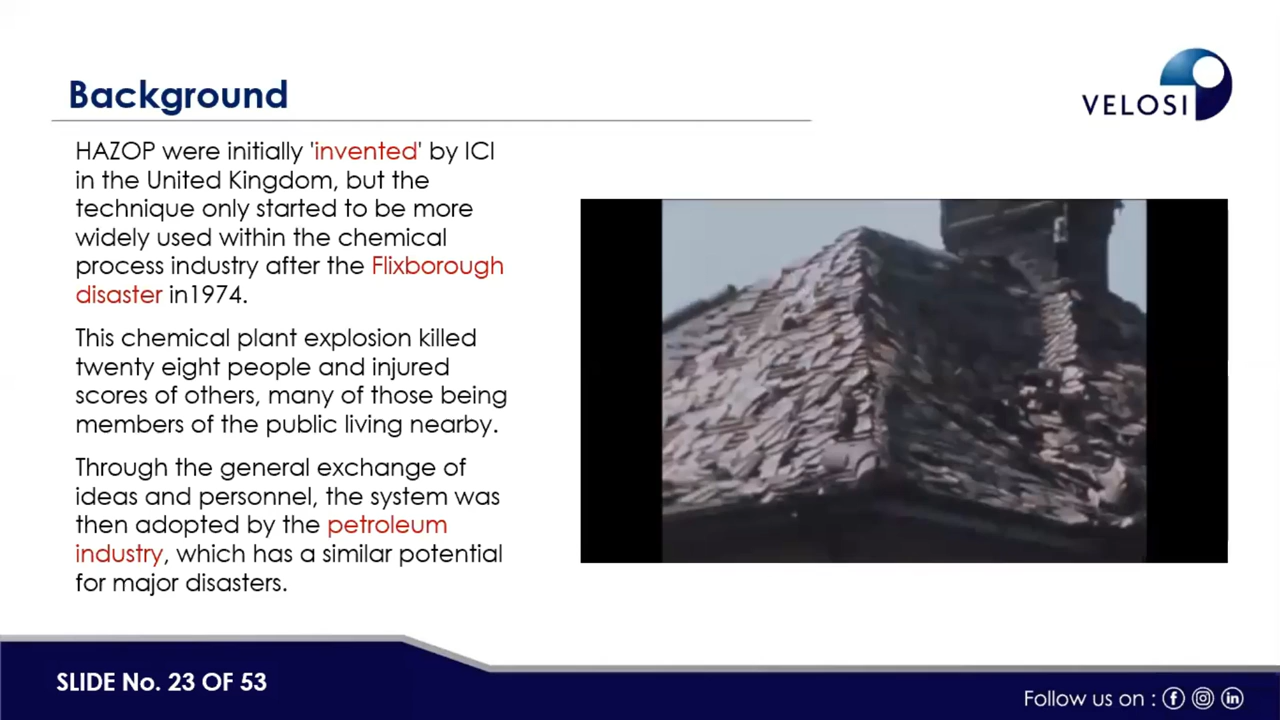 Background
VELOSI
HAZOP were initially 'invented' by ICI
in the United Kingdom, but the
technique only started to be more
widely used within the chemical
process industry after the Flixborough
disaster in1974.
This chemical plant explosion killed
twenty eight people and injured
scores of others, many of those being
members of the public living nearby.
Through the general exchange of
ideas and personnel, the system was
then adopted by the petroleum
industry, which has a similar potential
for major disasters.
SLIDE No. 23 OF 53
Follow us on :